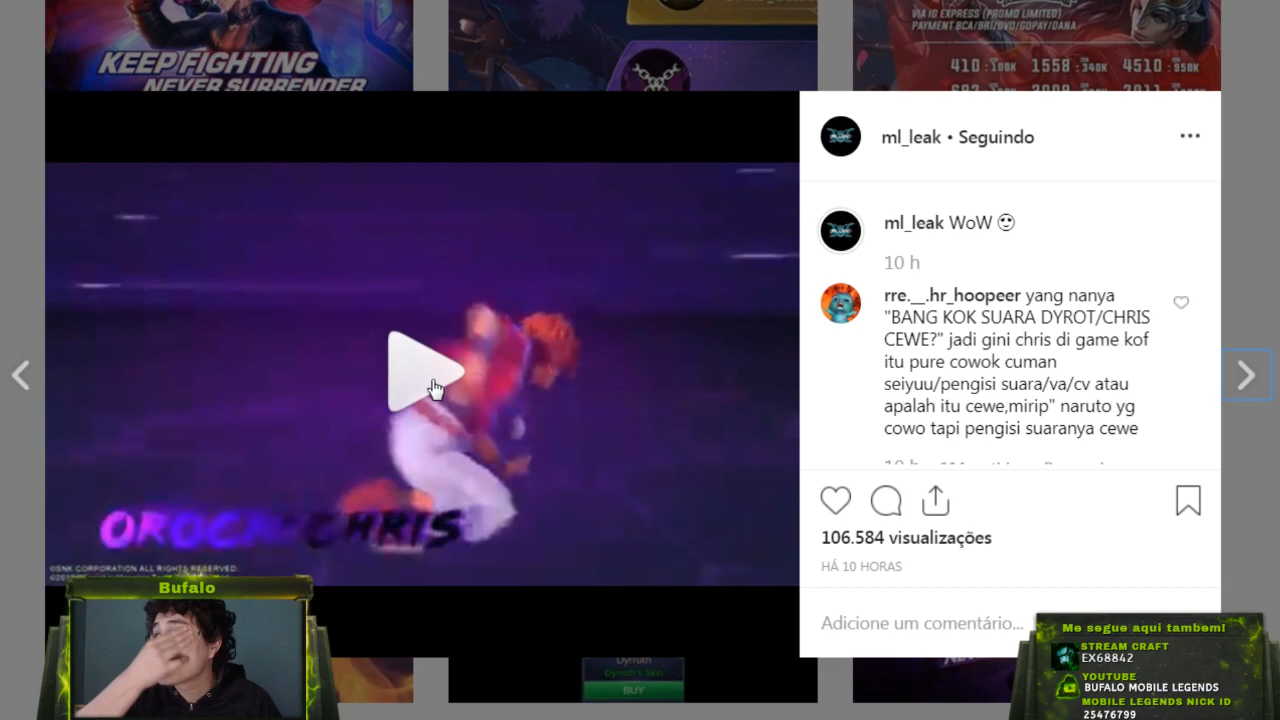 KEEP FIGHTING
NEVER SURRENDER
VIA ID EXPRESS (PROMO LIMITED)
PAYMENT BCA/BRI/OVO/GOPAY/DANA
410 :100K 1558 :340K 4510 :950K
ml_leak • Seguindo
ml_leak WoW
10 h
rre.__.hr_hoopeer yang nanya
"BANG KOK SUARA DYROT/CHRIS
CEWE?" jadi gini chris di game kof
itu pure cowok cuman
seiyuu/pengisi suara/va/cv atau
apalah itu cewe,mirip" naruto yg
cowo tapi pengisi suaranya cewe
106.584 visualizações
HÁ 10 HORAS
Adicione um comentário...
OROCHI CHRIS
©SNK CORPORATION ALL RIGHTS RESERVED.
Bufalo
Dyrroth
Dyrroth's Skin
BUY
Me segue aqui tambem!
STREAM CRAFT
EX68842
YOUTUBE
BUFALO MOBILE LEGENDS
MOBILE LEGENDS NICK ID
25476799